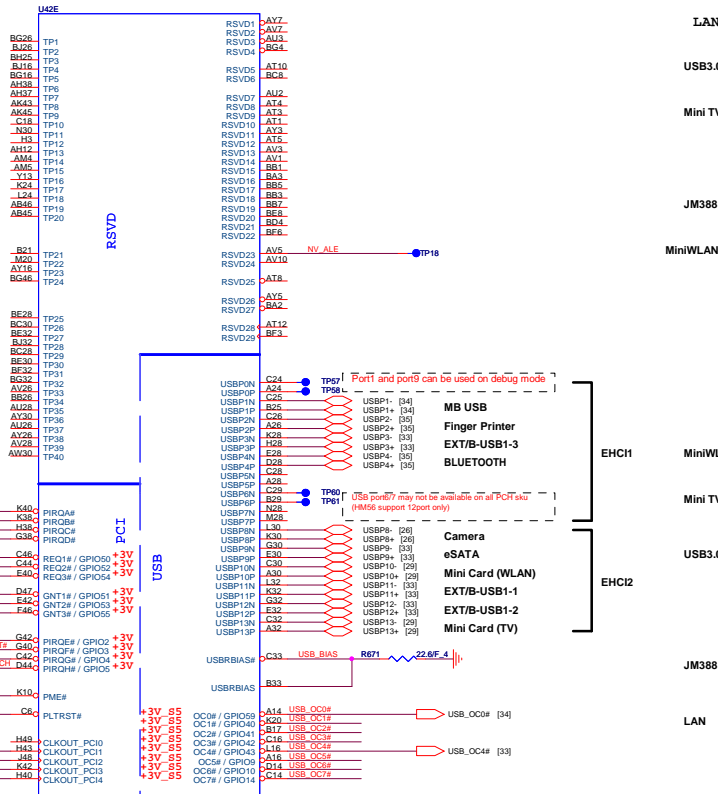 U42E
LAN
USB3.0
Mini TV
JM388
MiniWLAN
BG26 TP1
BJ26 TP2
BH25 TP3
BJ16 TP4
BG16 TP5
AH38 TP6
AH37 TP7
AK43 TP8
AK45 TP9
C18 TP10
N30 TP11
H3 TP12
AH12 TP13
AM4 TP14
AM5 TP15
Y13 TP16
K24 TP17
L24 TP18
AB46 TP19
AB45 TP20
B21 TP21
M20 TP22
AY16 TP23
BG46 TP24
BE28 TP25
BC30 TP26
BE32 TP27
BJ32 TP28
BC28 TP29
BE30 TP30
BF32 TP31
BG32 TP32
AV26 TP33
BB26 TP34
AU28 TP35
AY30 TP36
AU26 TP37
AY26 TP38
AV28 TP39
AW30 TP40
RSVD
RSVD1 AY7
RSVD2 AV7
RSVD3 AU3
RSVD4 BG4
RSVD5 AT10
RSVD6 BC8
RSVD7 AU2
RSVD8 AT4
RSVD9 AT3
RSVD10 AT1
RSVD11 AY3
RSVD12 AT5
RSVD13 AV3
RSVD14 AV1
RSVD15 BB1
RSVD16 BA3
RSVD17 BB5
RSVD18 BB3
RSVD19 BB7
RSVD20 BE8
RSVD21 BD4
RSVD22 BF6
RSVD23 AV5 NV_ALE TP18
RSVD24 AV10
RSVD25 AT8
RSVD26 AY5
RSVD27 BA2
RSVD28 AT12
RSVD29 BF3
USBP0N C24 TP57
USBP0P A24 TP58
Port1 and port9 can be used on debug mode
USBP1N C25 USBP1- [34]
USBP1P B25 USBP1+ [34] MB USB
USBP2N C26 USBP2- [35]
USBP2P A26 USBP2+ [35] Finger Printer
USBP3N K28 USBP3- [33]
USBP3P H28 USBP3+ [33] EXT/B-USB1-3
USBP4N E28 USBP4- [35]
USBP4P D28 USBP4+ [35] BLUETOOTH
USBP5N C28
USBP5P A28
USBP6N C29 TP60
USBP6P B29 TP61
USBP7N N28
USBP7P M28
USB port6/7 may not be available on all PCH sku
(HM56 support 12port only)
EHCI1
MiniWL
Mini TV
USBP8N L30 USBP8- [26]
USBP8P K30 USBP8+ [26] Camera
USBP9N G30 USBP9- [33]
USBP9P E30 USBP9+ [33] eSATA
USBP10N C30 USBP10- [29]
USBP10P A30 USBP10+ [29] Mini Card (WLAN)
USBP11N L32 USBP11- [33]
USBP11P K32 USBP11+ [33] EXT/B-USB1-1
USBP12N G32 USBP12- [33]
USBP12P E32 USBP12+ [33] EXT/B-USB1-2
USBP13N C32 USBP13- [29]
USBP13P A32 USBP13+ [29] Mini Card (TV)
EHCI2
USB3.0
PCI
USB
K40 PIRQA#
K38 PIRQB#
H38 PIRQC#
G38 PIRQD#
C46 REQ1# / GPIO50 +3V
C44 REQ2# / GPIO52 +3V
E40 REQ3# / GPIO54 +3V
D47 GNT1# / GPIO51 +3V
E42 GNT2# / GPIO53 +3V
F46 GNT3# / GPIO55 +3V
G42 PIRQE# / GPIO2 +3V
T# G40 PIRQF# / GPIO3 +3V
C42 PIRQG# / GPIO4 +3V
CH D44 PIRQH# / GPIO5 +3V
K10 PME#
C6 PLTRST#
H49 CLKOUT_PCI0
H43 CLKOUT_PCI1
J48 CLKOUT_PCI2
K42 CLKOUT_PCI3
H40 CLKOUT_PCI4
USBRBIAS# C33 USB_BIAS R671 22.6/F_4
USBRBIAS B33
JM388
LAN
+3V_S5 OC0# / GPIO59 A14 USB_OC0# USB_OC0# [34]
+3V_S5 OC1# / GPIO40 K20 USB_OC1#
+3V_S5 OC2# / GPIO41 B17 USB_OC2#
+3V_S5 OC3# / GPIO42 C16 USB_OC3#
+3V_S5 OC4# / GPIO43 L16 USB_OC4# USB_OC4# [33]
+3V_S5 OC5# / GPIO9 A16 USB_OC5#
+3V_S5 OC6# / GPIO10 D14 USB_OC6#
+3V_S5 OC7# / GPIO14 C14 USB_OC7#